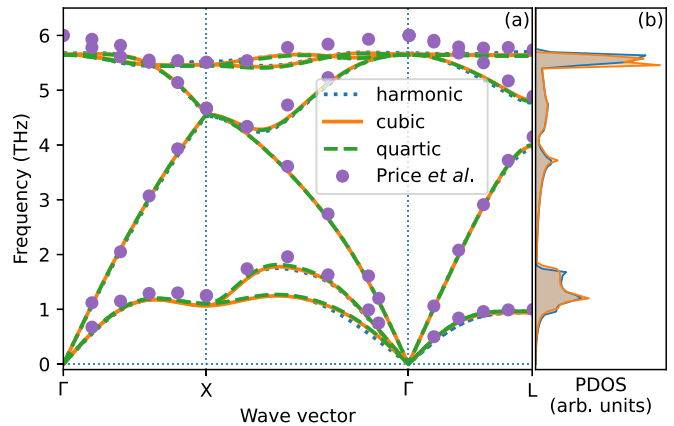 (a)
(b)
6
5
4
3
2
1
0
Frequency (THz)
harmonic
cubic
quartic
Price et al.
Γ
X
Γ
L
Wave vector
PDOS
(arb. units)